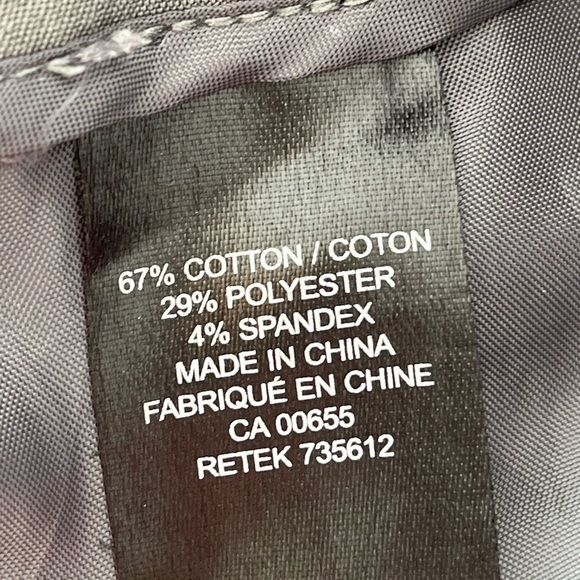 67% COTTON / COTON
29% POLYESTER
4% SPANDEX
MADE IN CHINA
FABRIQUÉ EN CHINE
CA 00655
RETEK 735612